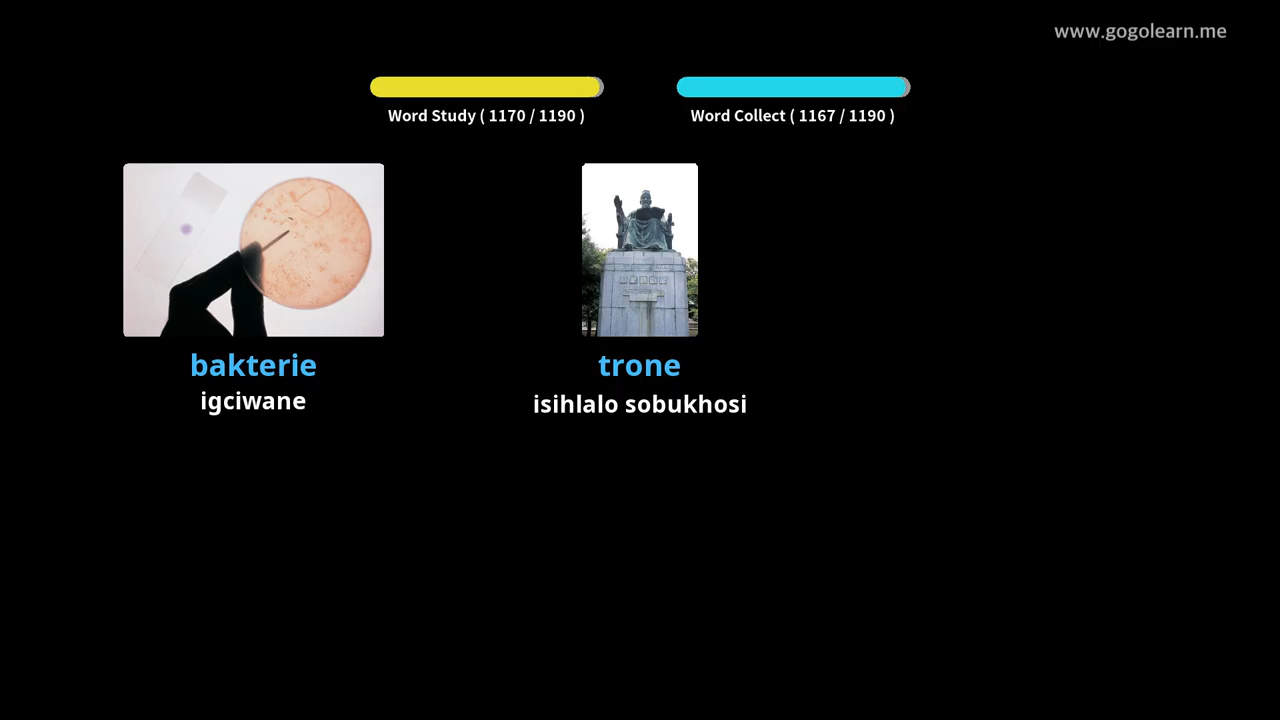 www.gogolearn.me
Word Study ( 1170 / 1190 )
Word Collect ( 1167 / 1190 )
bakterie
igciwane
trone
isihlalo sobukhosi